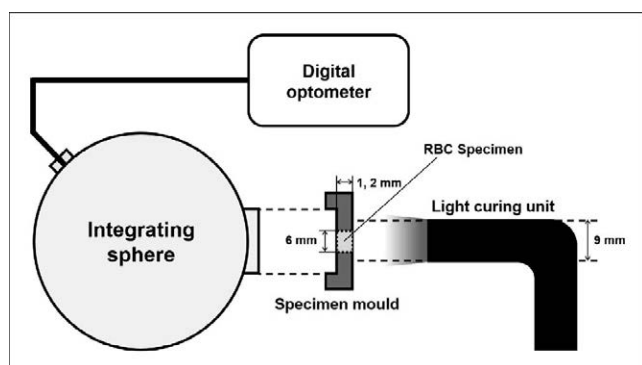 Digital
optometer
RBC Specimen
1, 2 mm
Light curing unit
Integrating
sphere
6 mm
9 mm
Specimen mould